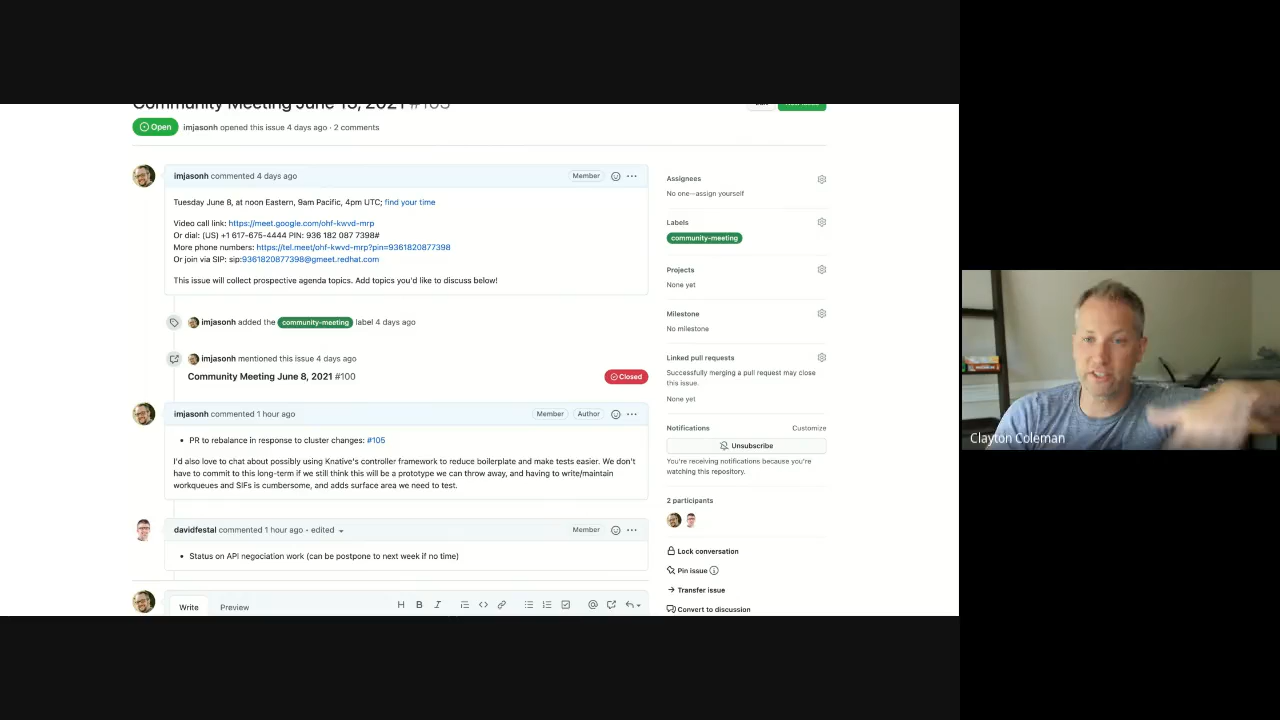 Community Meeting June 15, 2021 #103
Open
imjasonh opened this issue 4 days ago · 2 comments
imjasonh commented 4 days ago
Member
Tuesday June 8, at noon Eastern, 9am Pacific, 4pm UTC; find your time
Video call link: https://meet.google.com/ohf-kwvd-mrp
Or dial: (US) +1 617-675-4444 PIN: 936 182 087 7398#
More phone numbers: https://tel.meet/ohf-kwvd-mrp?pin=9361820877398
Or join via SIP: sip:9361820877398@gmeet.redhat.com
This issue will collect prospective agenda topics. Add topics you'd like to discuss below!
imjasonh added the community-meeting label 4 days ago
imjasonh mentioned this issue 4 days ago
Community Meeting June 8, 2021 #100
Closed
imjasonh commented 1 hour ago
Member
Author
• PR to rebalance in response to cluster changes: #105
I'd also love to chat about possibly using Knative's controller framework to reduce boilerplate and make tests easier. We don't
have to commit to this long-term if we still think this will be a prototype we can throw away, and having to write/maintain
workqueues and SIFs is cumbersome, and adds surface area we need to test.
davidfestal commented 1 hour ago · edited
Member
• Status on API negociation work (can be postpone to next week if no time)
Write
Preview
Assignees
No one—assign yourself
Labels
community-meeting
Projects
None yet
Milestone
No milestone
Linked pull requests
Successfully merging a pull request may close
this issue.
None yet
Notifications
Customize
Unsubscribe
You're receiving notifications because you're
watching this repository.
2 participants
Lock conversation
Pin issue
Transfer issue
Convert to discussion
Clayton Coleman